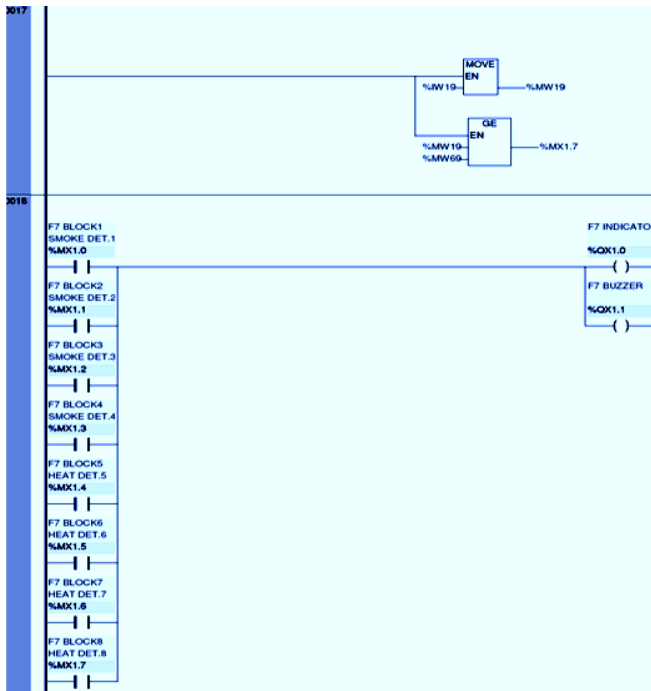 0017
MOVE
EN
%IW19
%MW19
GE
EN
%MW19
%MX1.7
%MW69
0018
F7 BLOCK1
SMOKE DET.1
%MX1.0
F7 INDICATO
%QX1.0
F7 BLOCK2
SMOKE DET.2
%MX1.1
F7 BUZZER
%QX1.1
F7 BLOCK3
SMOKE DET.3
%MX1.2
F7 BLOCK4
SMOKE DET.4
%MX1.3
F7 BLOCK5
HEAT DET.5
%MX1.4
F7 BLOCK6
HEAT DET.6
%MX1.5
F7 BLOCK7
HEAT DET.7
%MX1.6
F7 BLOCK8
HEAT DET.8
%MX1.7